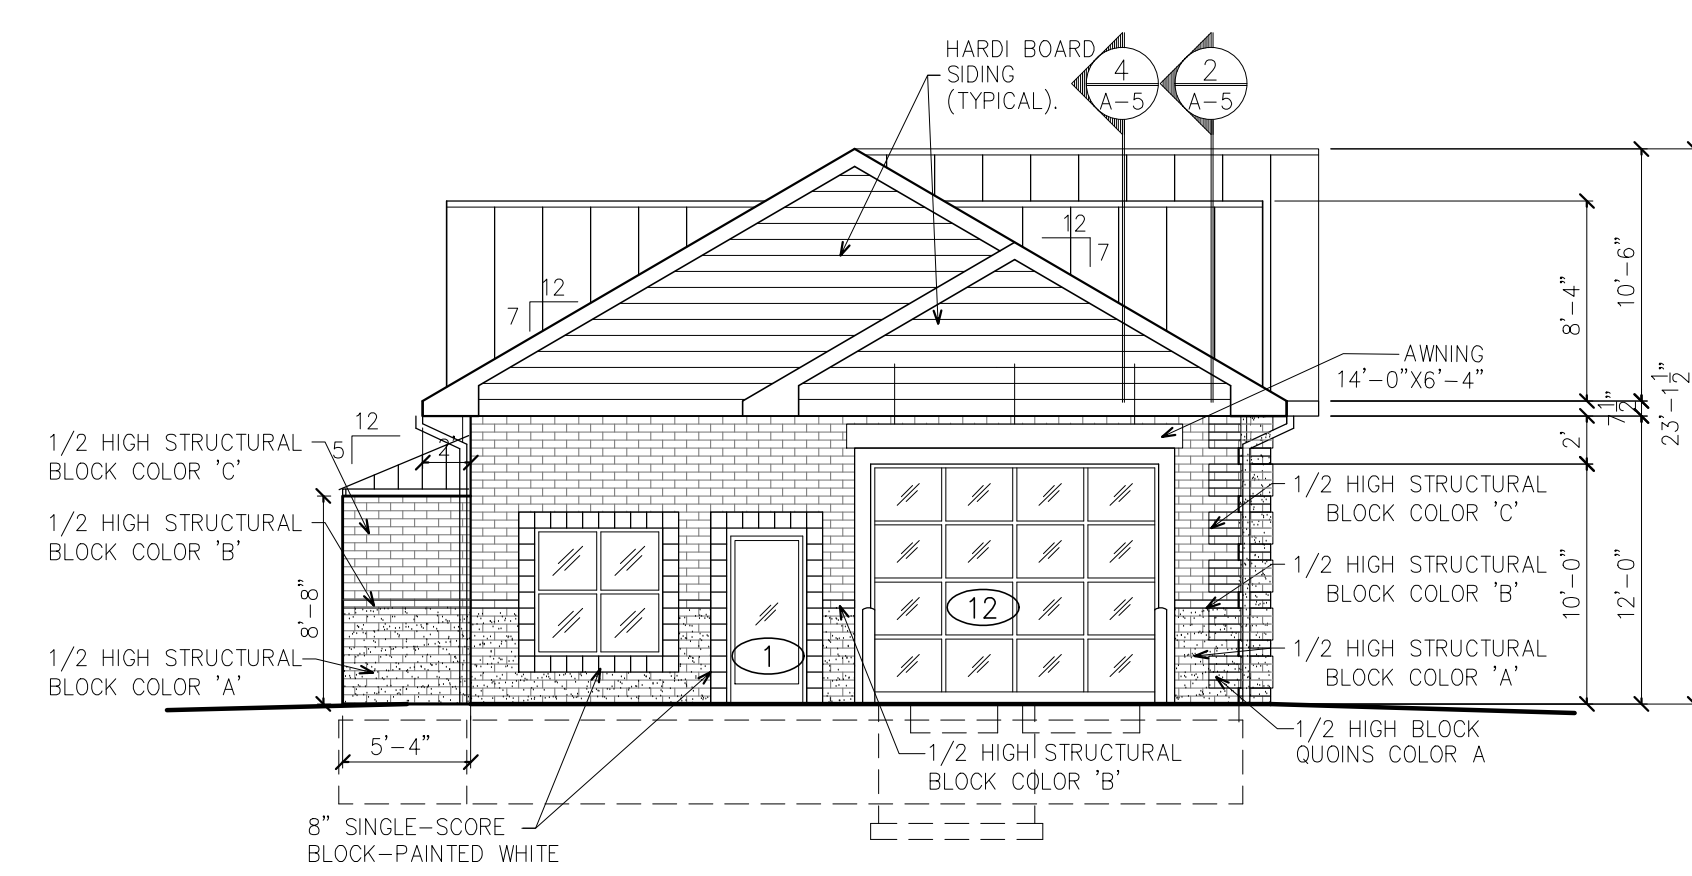 HARDI BOARD
SIDING
(TYPICAL).
4
A-5
2
A-5
12
7
12
7
10'-6"
8'-4"
AWNING
14'-0"X6'-4"
7 1/2"
23'-1 1/2"
12
5
2'
2'
1/2 HIGH STRUCTURAL
BLOCK COLOR 'C'
1/2 HIGH STRUCTURAL
BLOCK COLOR 'B'
8'-8"
1/2 HIGH STRUCTURAL
BLOCK COLOR 'A'
1/2 HIGH STRUCTURAL
BLOCK COLOR 'C'
1/2 HIGH STRUCTURAL
BLOCK COLOR 'B'
10'-0"
12'-0"
12
1
1/2 HIGH STRUCTURAL
BLOCK COLOR 'A'
1/2 HIGH BLOCK
QUOINS COLOR A
5'-4"
1/2 HIGH STRUCTURAL
BLOCK COLOR 'B'
8" SINGLE-SCORE
BLOCK-PAINTED WHITE